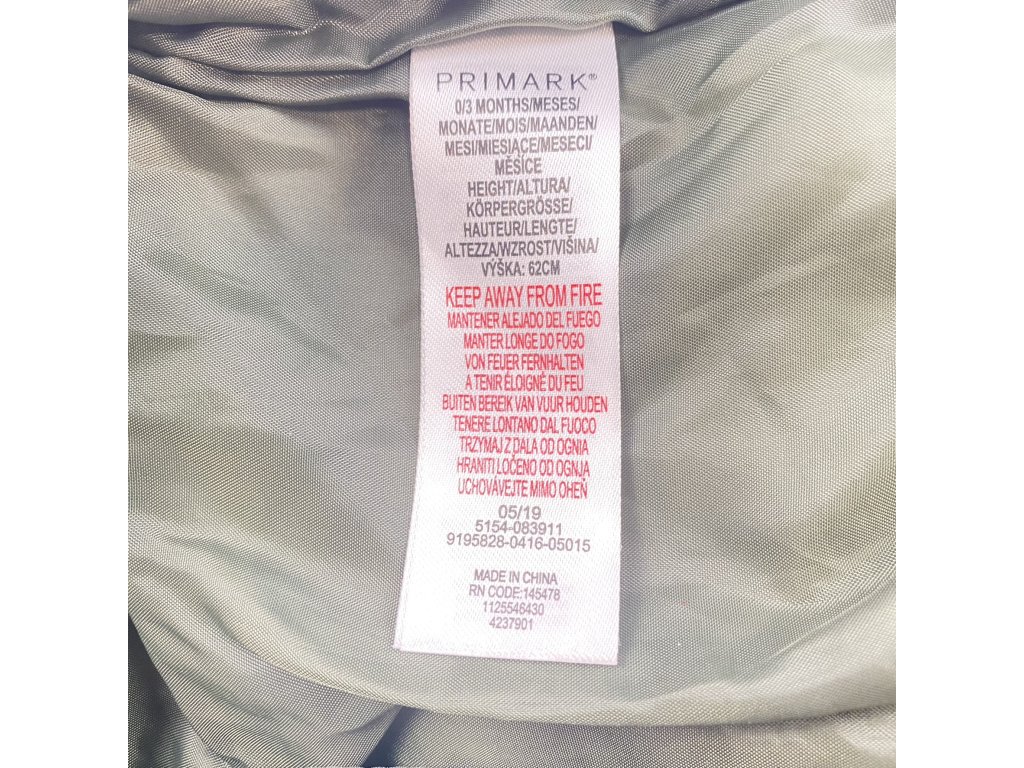 PRIMARK®
0/3 MONTHS/MESES/
MONATE/MOIS/MAANDEN/
MESI/MIESIĄCE/MESECI/
MĚSÍCE
HEIGHT/ALTURA/
KÖRPERGRÖSSE/
HAUTEUR/LENGTE/
ALTEZZA/WZROST/VIŠINA/
VÝŠKA: 62CM
KEEP AWAY FROM FIRE
MANTENER ALEJADO DEL FUEGO
MANTER LONGE DO FOGO
VON FEUER FERNHALTEN
A TENIR ÉLOIGNÉ DU FEU
BUITEN BEREIK VAN VUUR HOUDEN
TENERE LONTANO DAL FUOCO
TRZYMAJ Z DALA OD OGNIA
HRANITI LOČENO OD OGNJA
UCHOVÁVEJTE MIMO OHEŇ
05/19
5154-083911
9195828-0416-05015
MADE IN CHINA
RN CODE:145478
1125546430
4237901